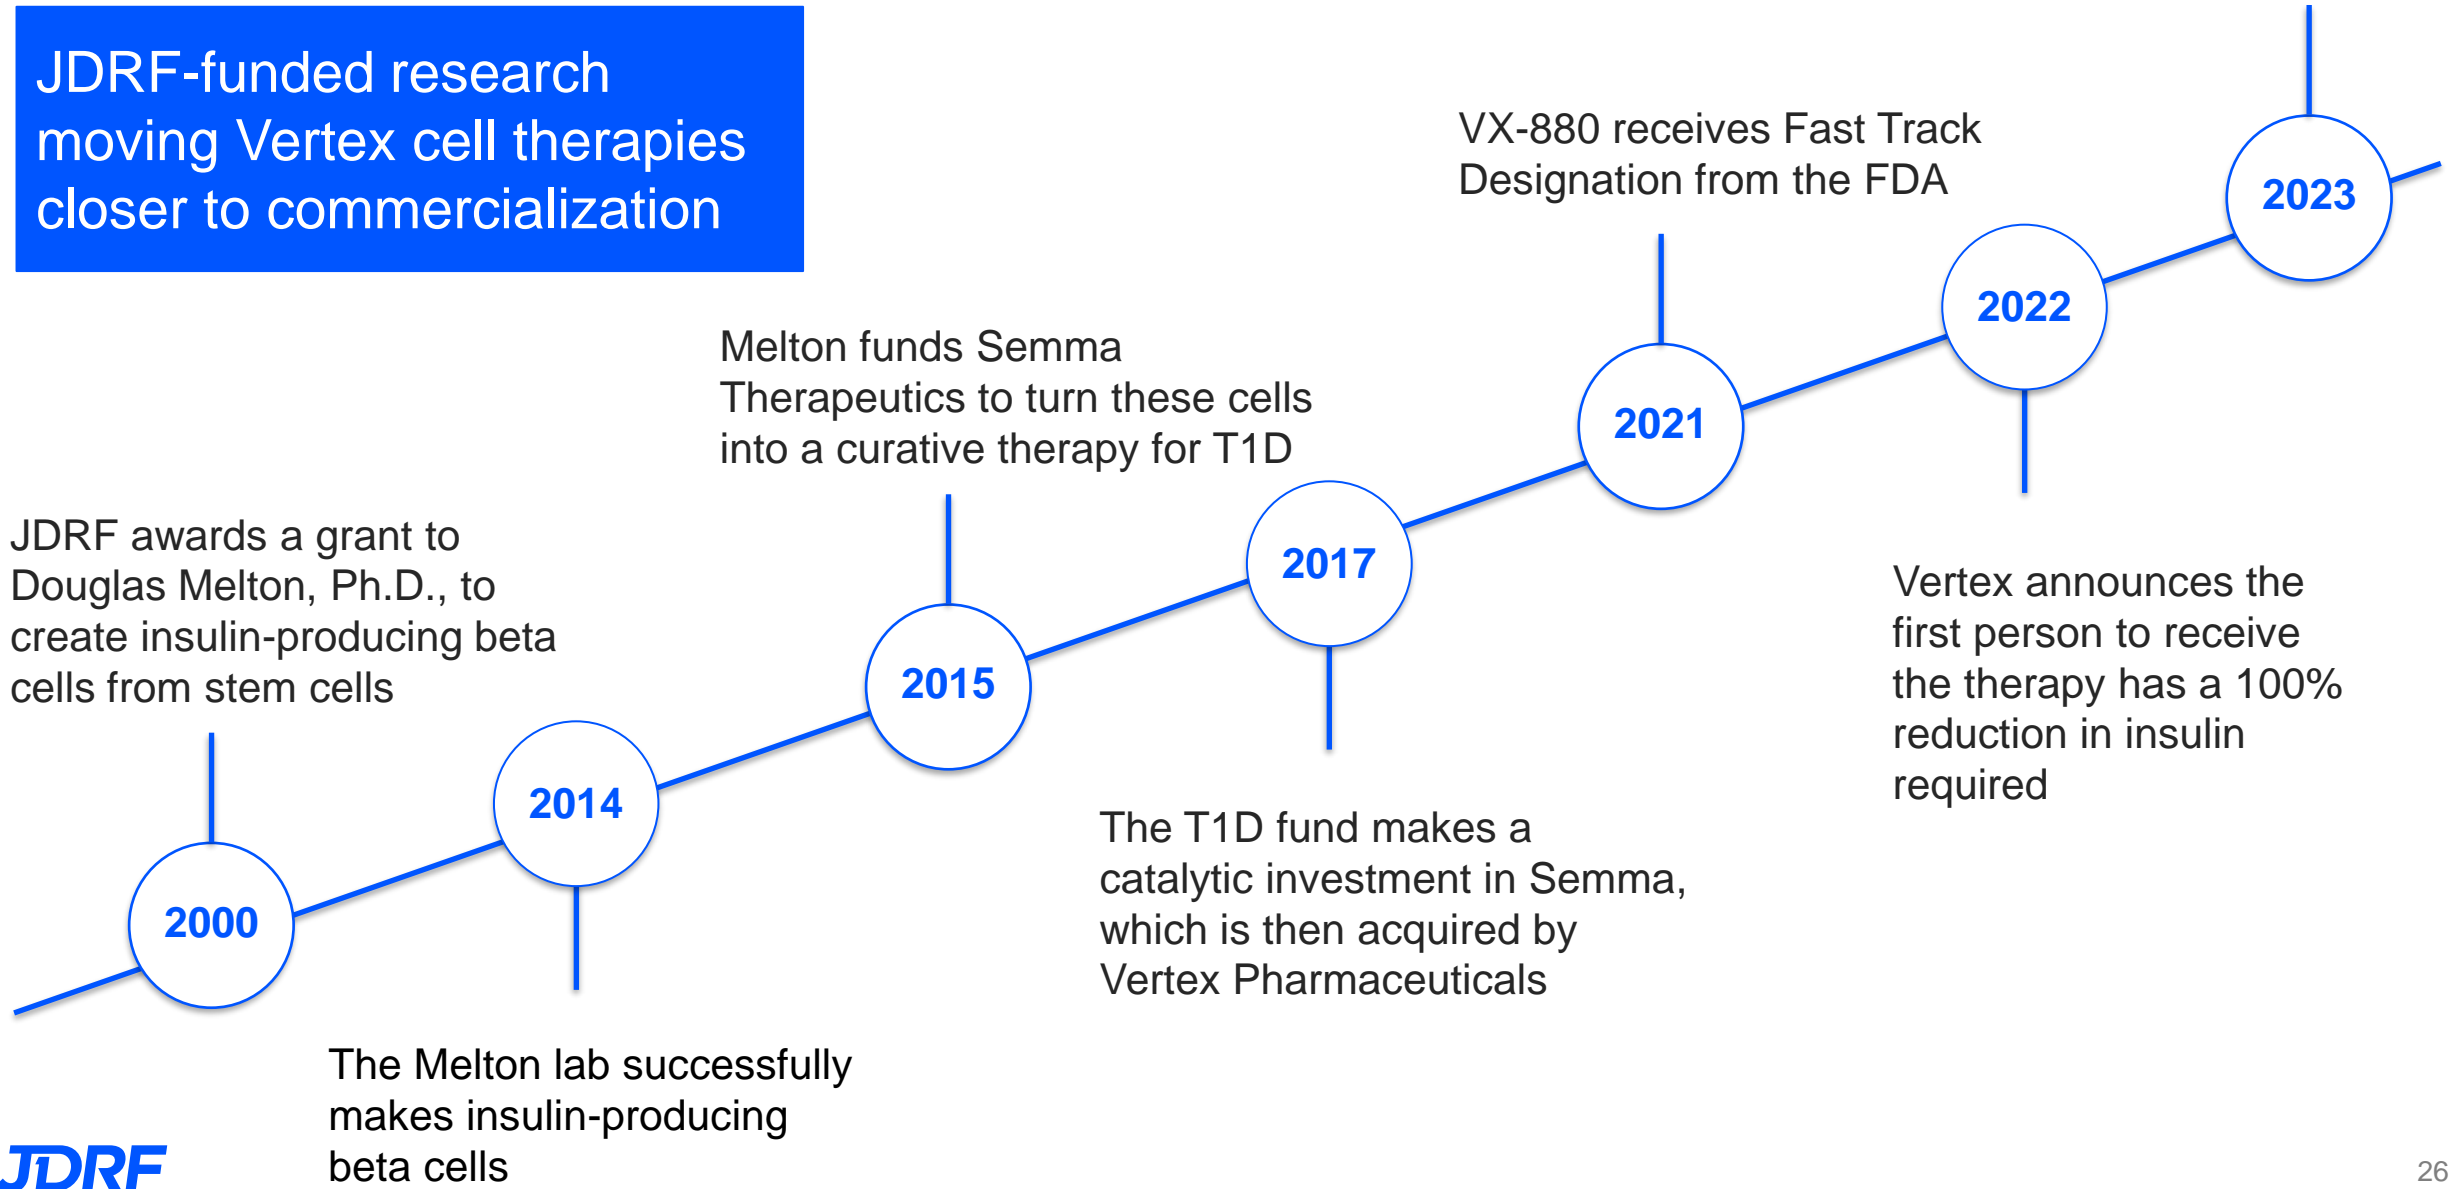 JDRF-funded research
moving Vertex cell therapies
closer to commercialization
JDRF awards a grant to
Douglas Melton, Ph.D., to
create insulin-producing beta
cells from stem cells
2000
2014
The Melton lab successfully
makes insulin-producing
beta cells
Melton funds Semma
Therapeutics to turn these cells
into a curative therapy for T1D
2015
2017
The T1D fund makes a
catalytic investment in Semma,
which is then acquired by
Vertex Pharmaceuticals
VX-880 receives Fast Track
Designation from the FDA
2021
2022
Vertex announces the
first person to receive
the therapy has a 100%
reduction in insulin
required
2023
JDRF
26